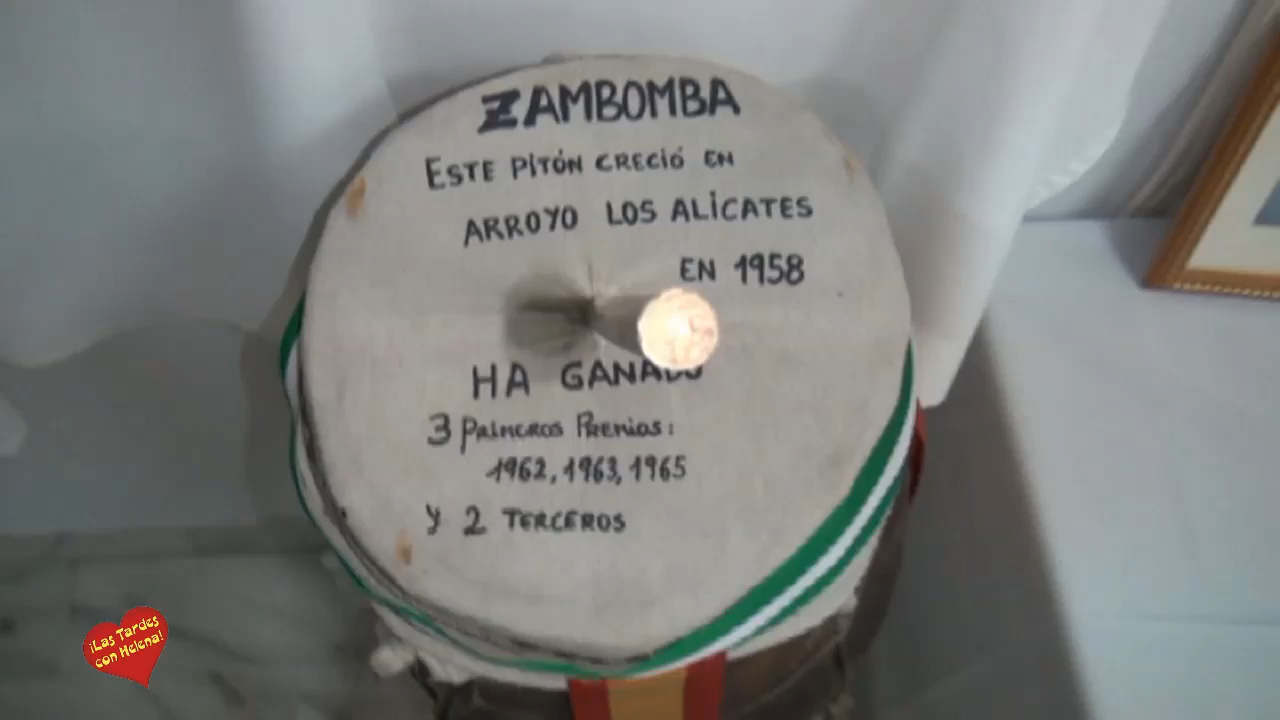 ZAMBOMBA
ESTE PITÓN CRECIÓ EN
ARROYO LOS ALICATES
EN 1958
HA GANADO
3 PRIMEROS PREMIOS:
1962, 1963, 1965
Y 2 TERCEROS
¡Las Tardes
con Helena!